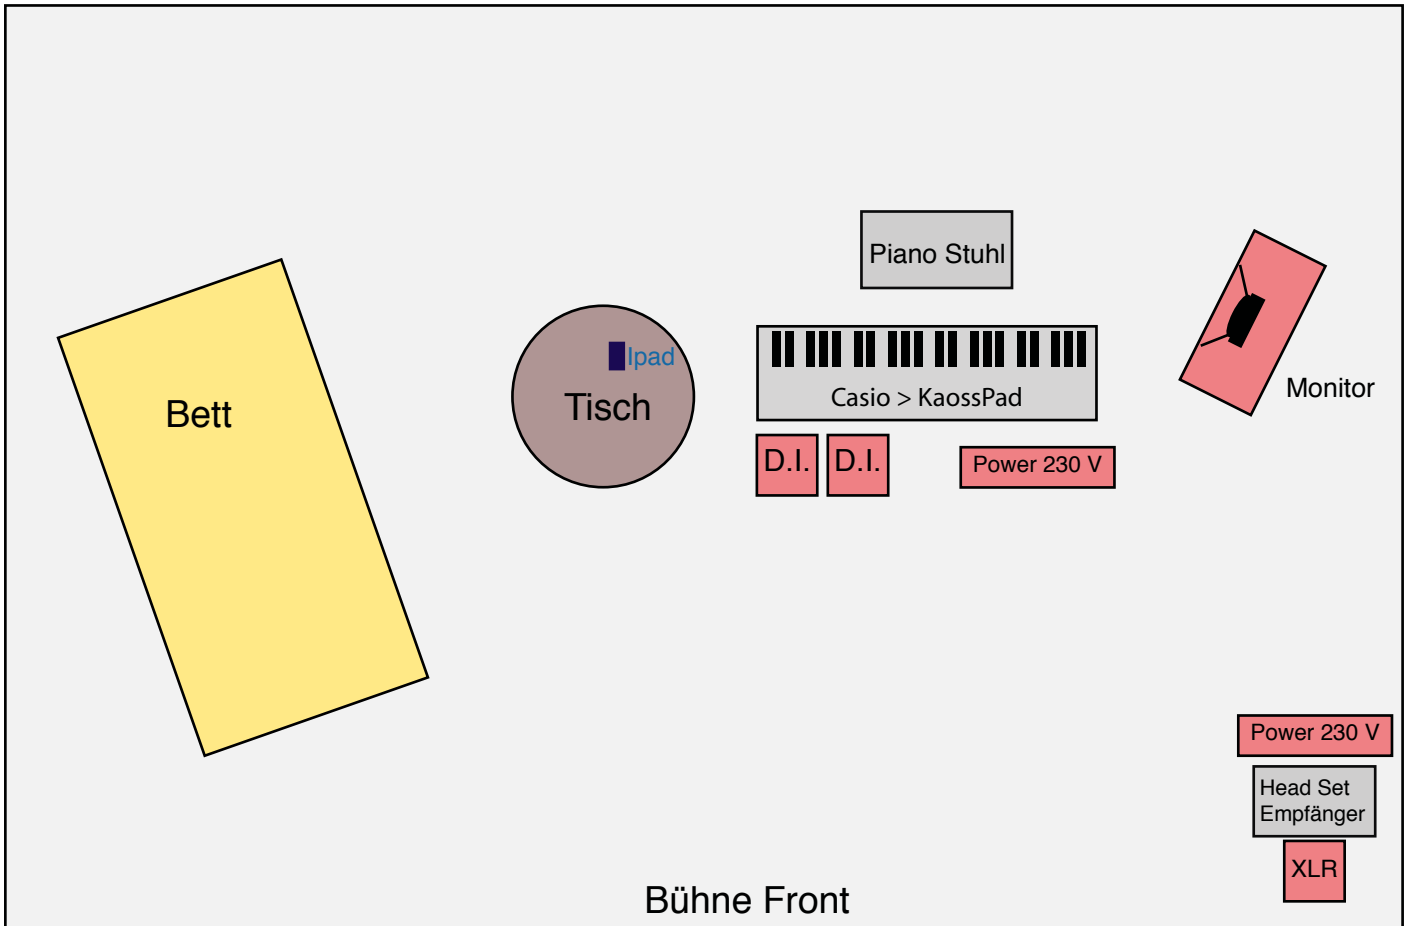 Piano Stuhl
Ipad
Tisch
Bett
Casio > KaossPad
Monitor
D.I.
D.I.
Power 230 V
Power 230 V
Head Set
Empfänger
XLR
Bühne Front